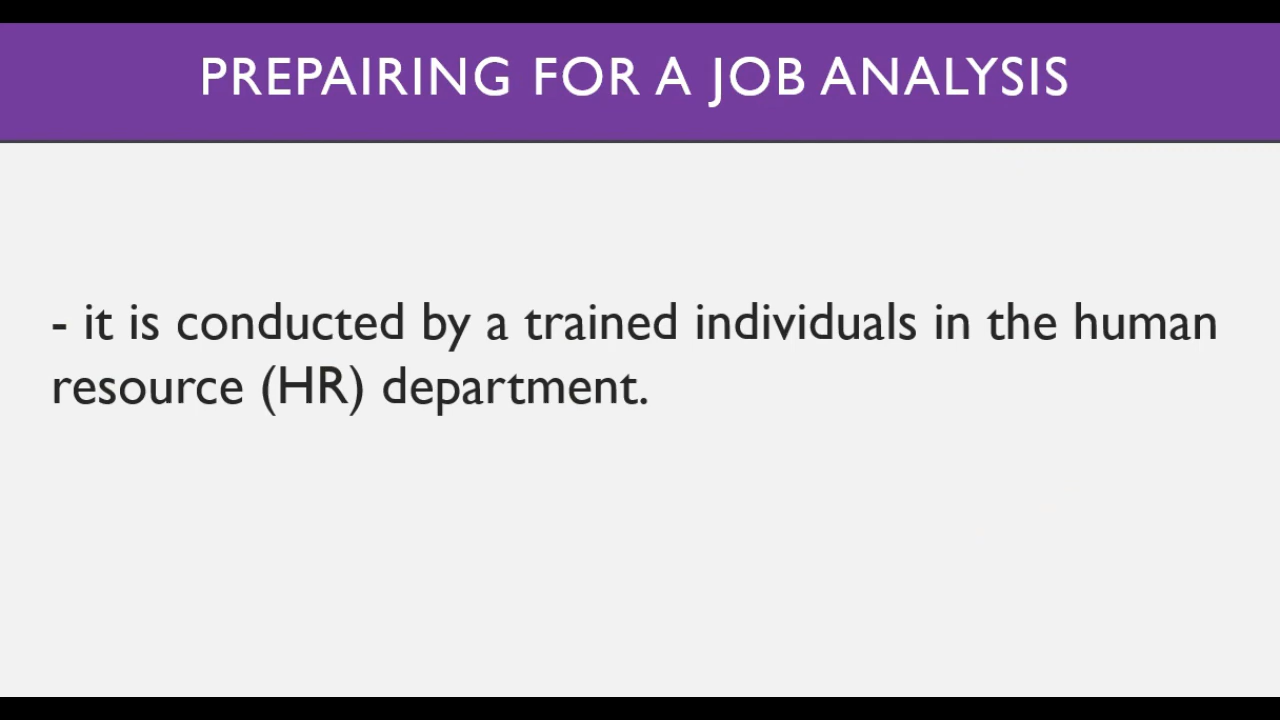 PREPAIRING FOR A JOB ANALYSIS
- it is conducted by a trained individuals in the human
resource (HR) department.